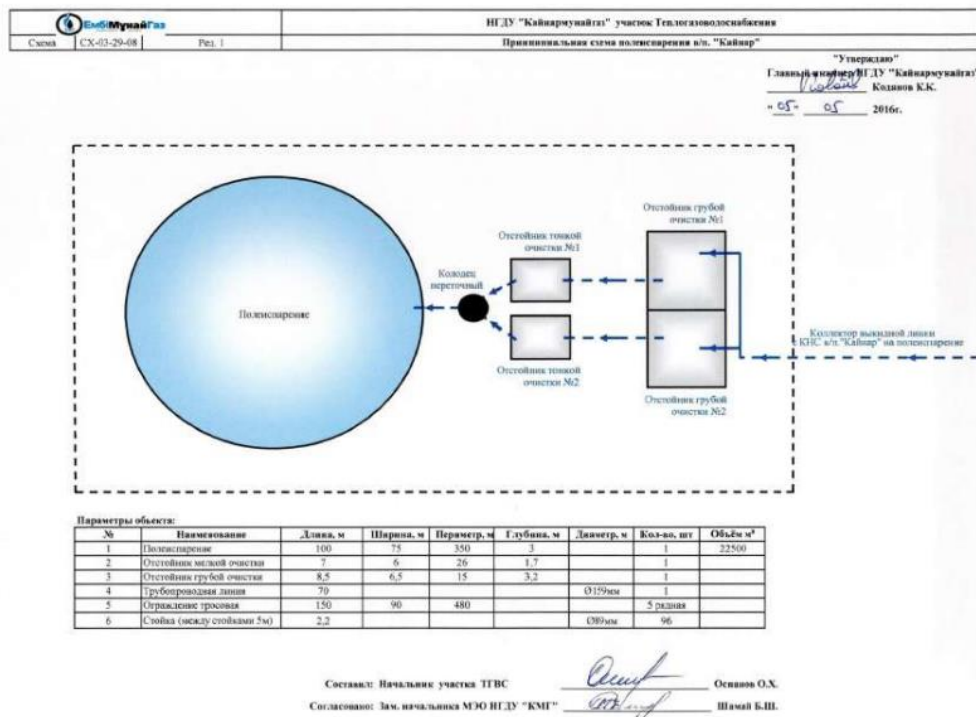 ЕмбіМұнайГаз
НГДУ "Кайнармунайгаз" участок Теплогазоводоснабжения
Схема СХ-03-29-08 Ред. 1 Принципиальная схема полеиспарения в/п. "Кайнар"
"Утверждаю"
Главный инженер НГДУ "Кайнармунайгаз"
Кодинов К.К.
"05" 05 2016г.
Отстойник грубой
очистки №1
Отстойник тонкой
очистки №1
Колодец
переточный
Полеиспарение
Коллектор выкидной линии
с КНС в/п."Кайнар" на полеиспарение
Отстойник тонкой
очистки №2
Отстойник грубой
очистки №2
Параметры объекта:
№ Наименование Длина, м Ширина, м Периметр, м Глубина, м Диаметр, м Кол-во, шт Объём м³
1 Полеиспарение 100 75 350 3 1 22500
2 Отстойник мелкой очистки 7 6 26 1,7 1
3 Отстойник грубой очистки 8,5 6,5 15 3,2 1
4 Трубопроводная линия 70 Ø159мм 1
5 Ограждение тросовая 150 90 480 5 рядная
6 Стойка (между стойками 5м) 2,2 Ø89мм 96
Составил: Начальник участка ТГВС Оспанов О.Х.
Согласовано: Зам. начальника МЭО НГДУ "КМГ" Шамай Б.Ш.